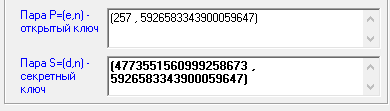 Пара P=(e,n) -
открытый ключ
(257 , 5926583343900059647)
Пара S=(d,n) -
секретный
ключ
(4773551560999258673 ,
5926583343900059647)